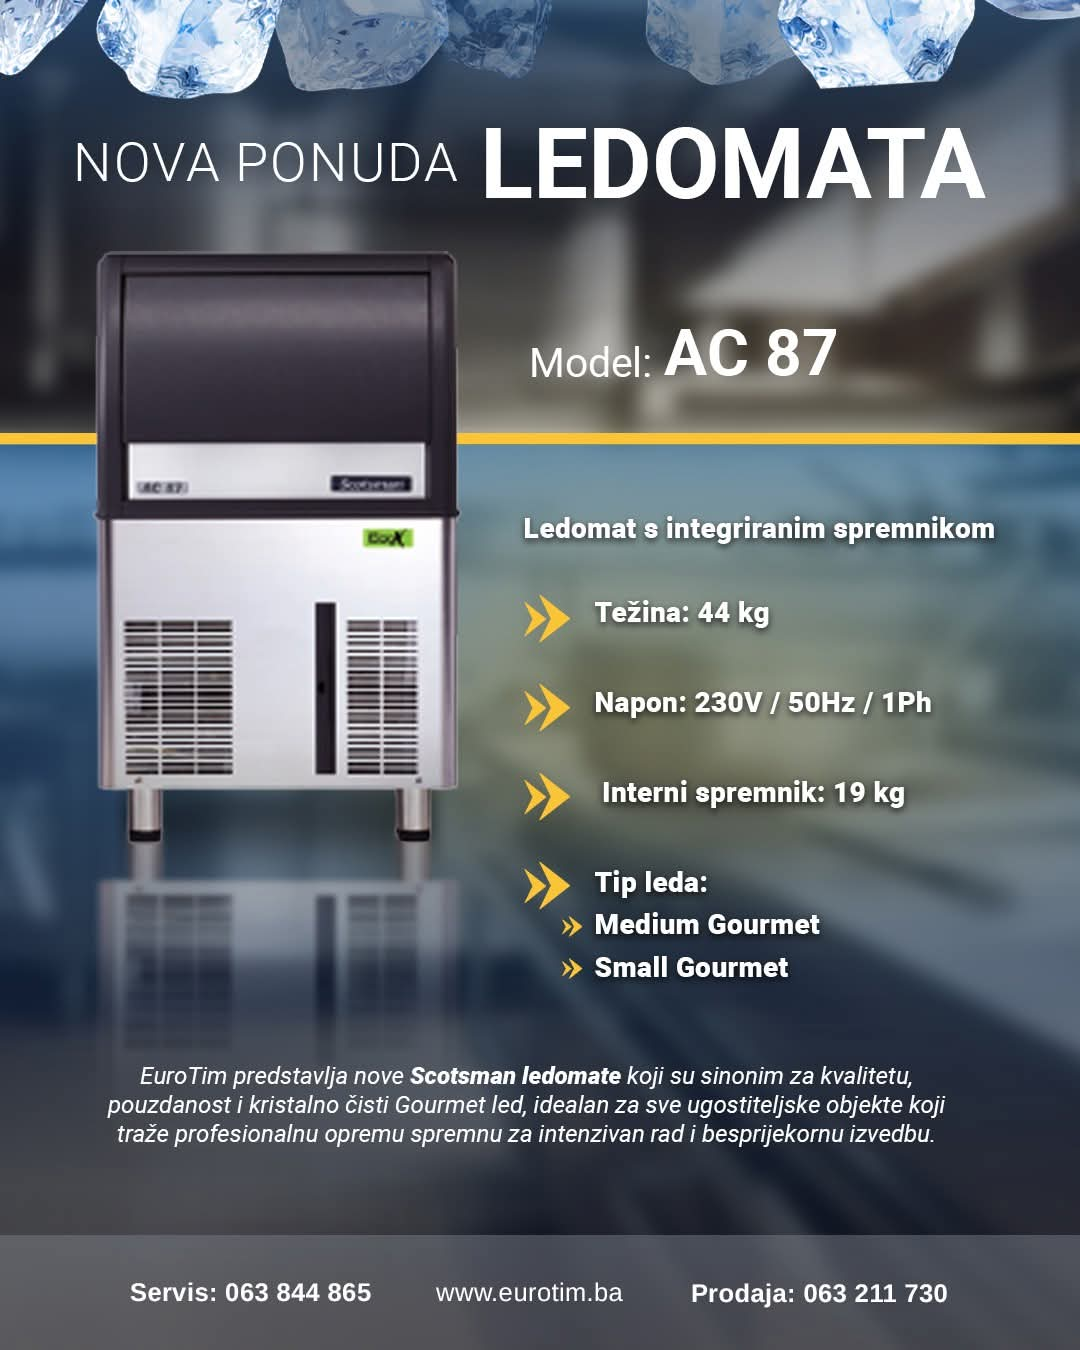 NOVA PONUDA LEDOMATA
Model: AC 87
AC 87
Scotsman
Ledomat s integriranim spremnikom
Težina: 44 kg
Napon: 230V / 50Hz / 1Ph
Interni spremnik: 19 kg
Tip leda:
Medium Gourmet
Small Gourmet
EuroTim predstavlja nove Scotsman ledomate koji su sinonim za kvalitetu,
pouzdanost i kristalno čisti Gourmet led, idealan za sve ugostiteljske objekte koji
traže profesionalnu opremu spremnu za intenzivan rad i besprijekornu izvedbu.
Servis: 063 844 865 www.eurotim.ba Prodaja: 063 211 730